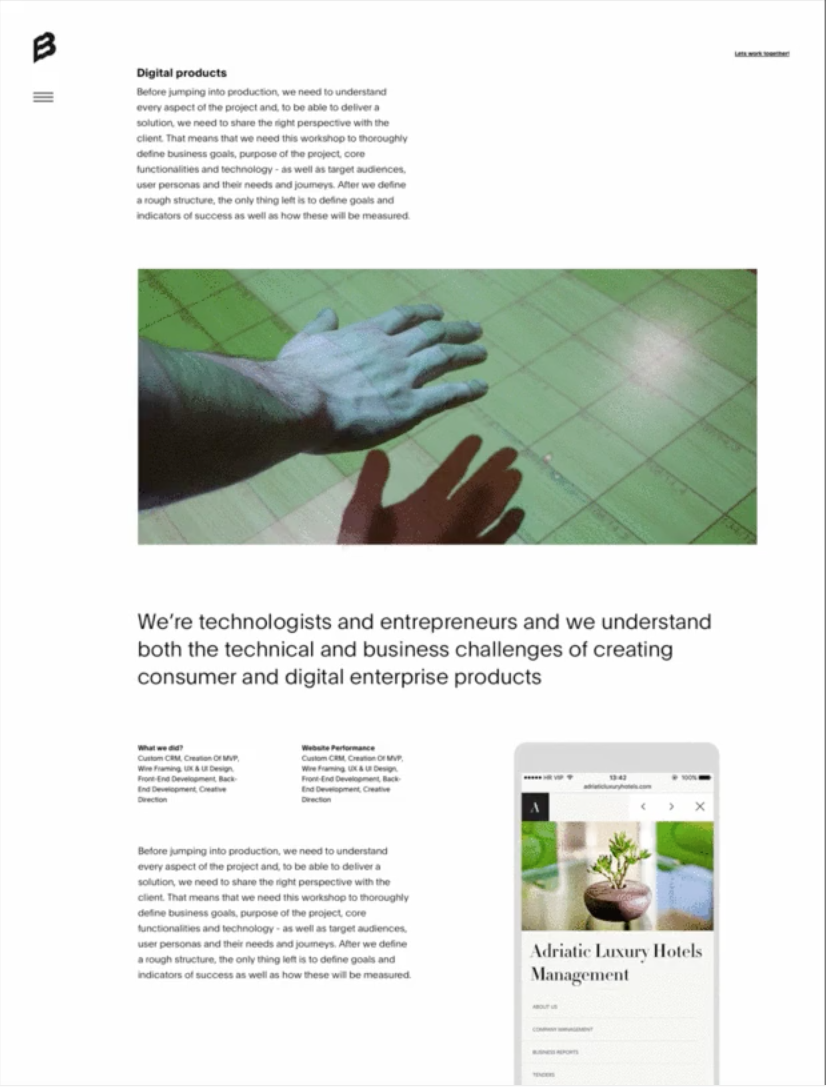 Lets work together!
Digital products
Before jumping into production, we need to understand
every aspect of the project and, to be able to deliver a
solution, we need to share the right perspective with the
client. That means that we need this workshop to thoroughly
define business goals, purpose of the project, core
functionalities and technology - as well as target audiences,
user personas and their needs and journeys. After we define
a rough structure, the only thing left is to define goals and
indicators of success as well as how these will be measured.
We're technologists and entrepreneurs and we understand
both the technical and business challenges of creating
consumer and digital enterprise products
What we did?
Custom CRM, Creation Of MVP,
Wire Framing, UX & UI Design,
Front-End Development, Back-
End Development, Creative
Direction
Website Performance
Custom CRM, Creation Of MVP,
Wire Framing, UX & UI Design,
Front-End Development, Back-
End Development, Creative
Direction
Before jumping into production, we need to understand
every aspect of the project and, to be able to deliver a
solution, we need to share the right perspective with the
client. That means that we need this workshop to thoroughly
define business goals, purpose of the project, core
functionalities and technology - as well as target audiences,
user personas and their needs and journeys. After we define
a rough structure, the only thing left is to define goals and
indicators of success as well as how these will be measured.
HR VIP 13:42 100%
adriaticluxuryhotels.com
A
Adriatic Luxury Hotels
Management
ABOUT US
COMPANY MANAGEMENT
BUSINESS REPORTS
TENDERS